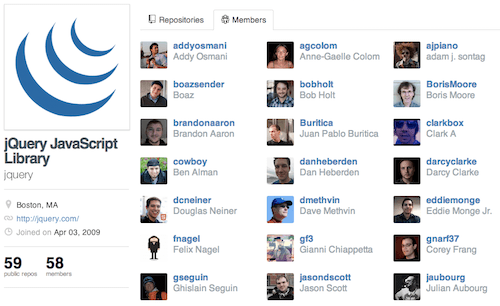 Repositories
Members
addyosmani
Addy Osmani
agcolom
Anne-Gaelle Colom
ajpiano
adam j. sontag
boazsender
Boaz
bobholt
Bob Holt
BorisMoore
Boris Moore
brandonaaron
Brandon Aaron
Buritica
Juan Pablo Buritica
clarkbox
Clark A
cowboy
Ben Alman
danheberden
Dan Heberden
darcyclarke
Darcy Clarke
dcneiner
Douglas Neiner
dmethvin
Dave Methvin
eddiemonge
Eddie Monge Jr.
fnagel
Felix Nagel
gf3
Gianni Chiappetta
gnarf37
Corey Frang
gseguin
Ghislain Seguin
jasondscott
Jason Scott
jaubourg
Julian Aubourg
jQuery JavaScript
Library
jquery
Boston, MA
http://jquery.com/
Joined on Apr 03, 2009
59
public repos
58
members